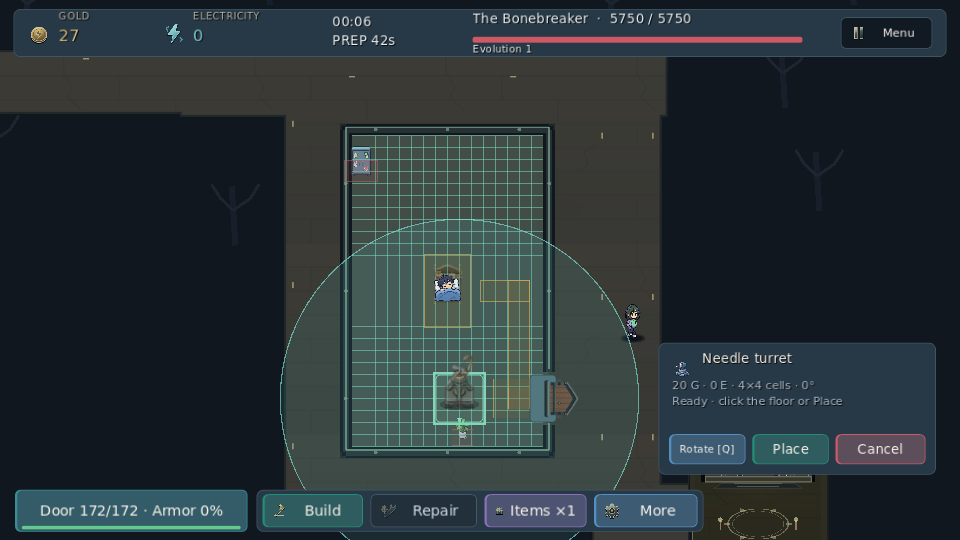 GOLD
27
ELECTRICITY
0
00:06
PREP 42s
The Bonebreaker · 5750 / 5750
Evolution 1
Menu
Needle turret
20 G · 0 E · 4×4 cells · 0°
Ready · click the floor or Place
Rotate [Q]
Place
Cancel
Door 172/172 · Armor 0%
Build
Repair
Items ×1
More